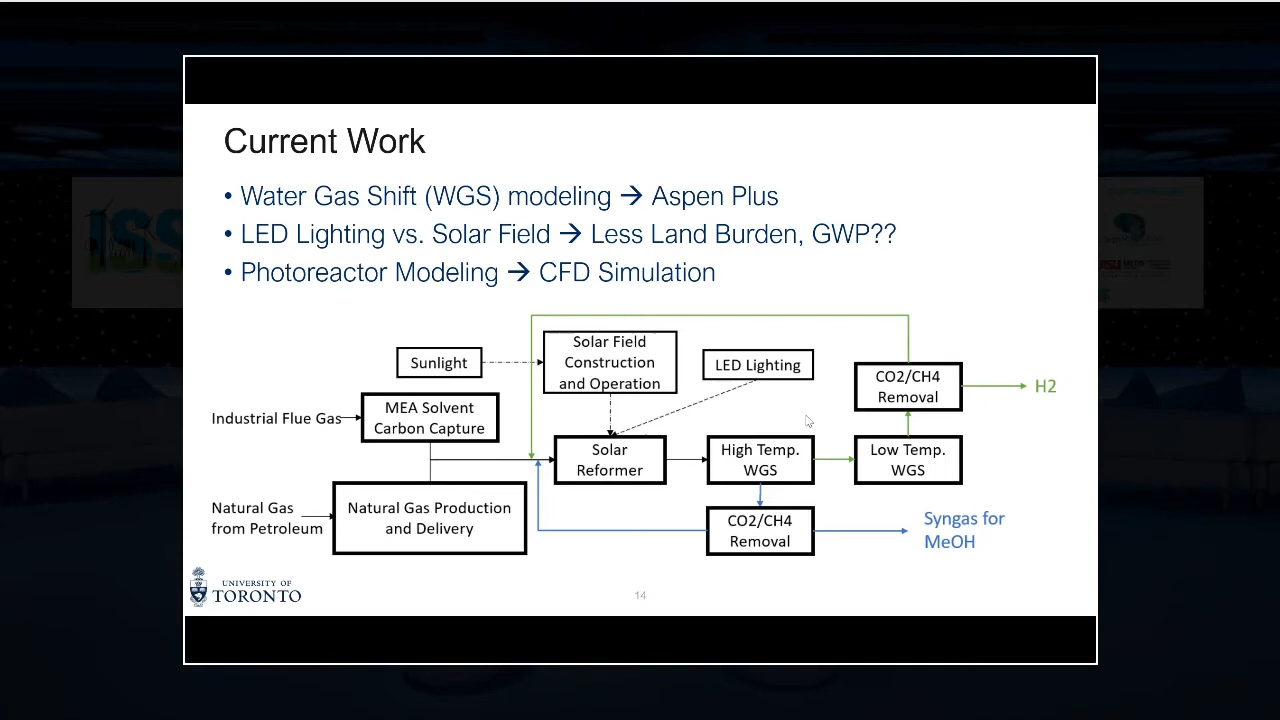 Current Work
• Water Gas Shift (WGS) modeling → Aspen Plus
• LED Lighting vs. Solar Field → Less Land Burden, GWP??
• Photoreactor Modeling → CFD Simulation
Sunlight
Solar Field
Construction
and Operation
LED Lighting
CO2/CH4
Removal
H2
Industrial Flue Gas
MEA Solvent
Carbon Capture
Solar
Reformer
High Temp.
WGS
Low Temp.
WGS
Natural Gas
from Petroleum
Natural Gas Production
and Delivery
CO2/CH4
Removal
Syngas for
MeOH
UNIVERSITY OF
TORONTO
14